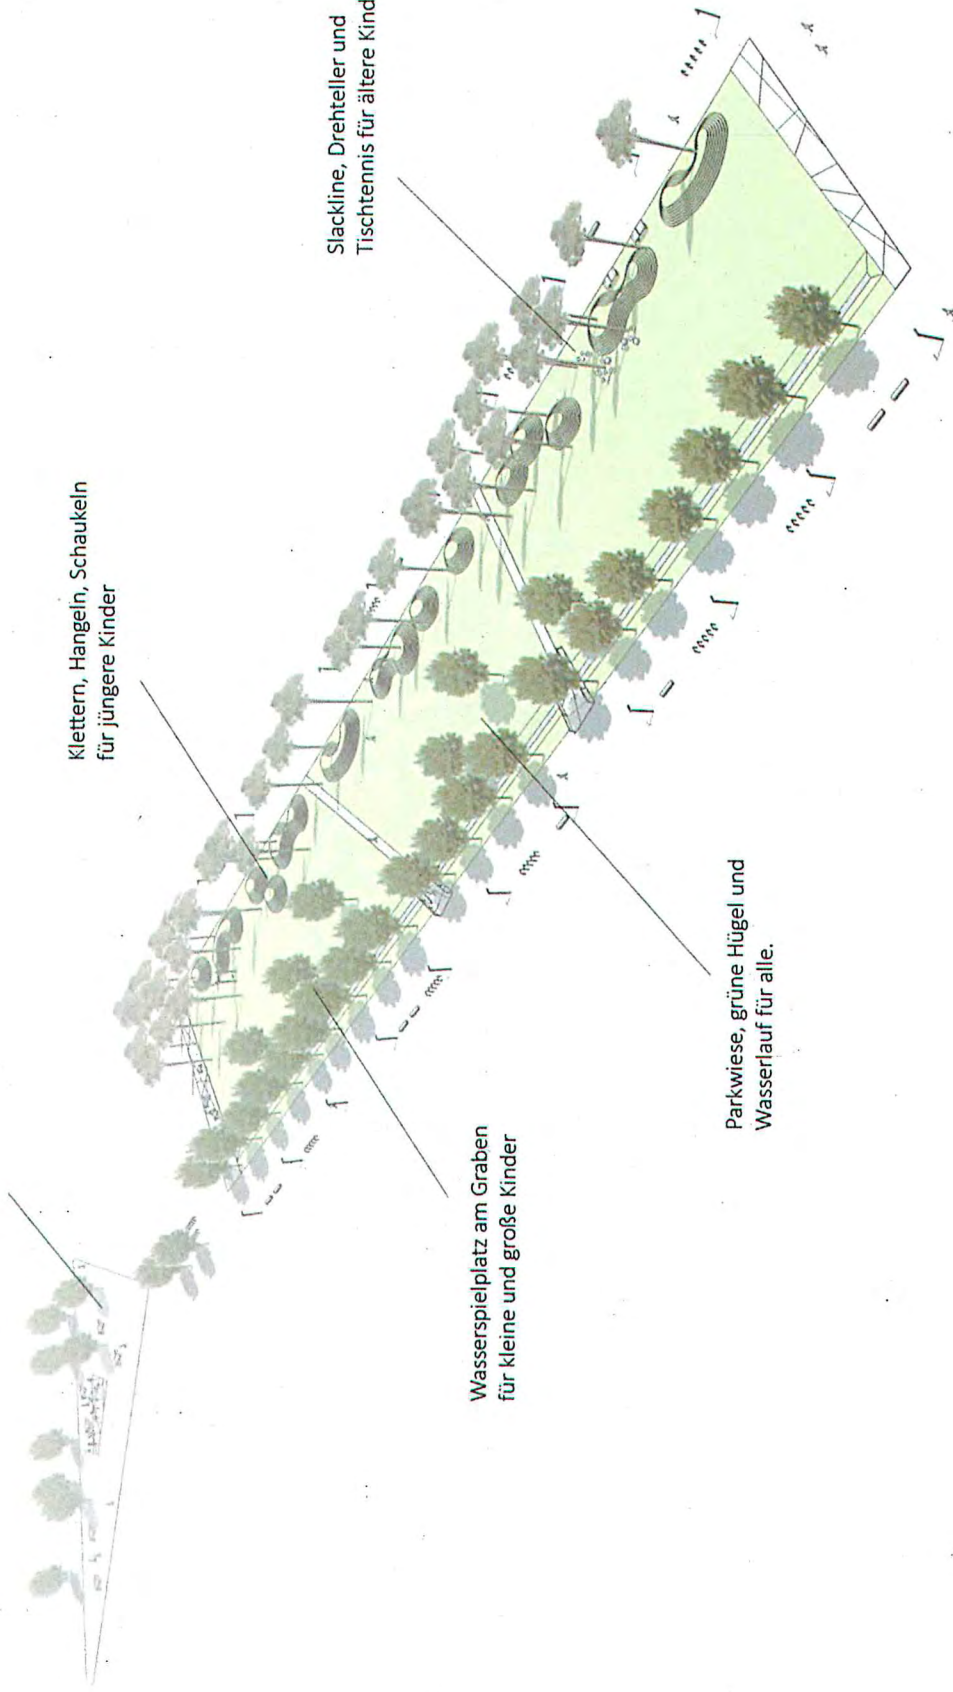 Slackline, Drehteller und
Tischtennis für ältere Kind
Klettern, Hangeln, Schaukeln
für jüngere Kinder
Parkwiese, grüne Hügel und
Wasserlauf für alle.
Wasserspielplatz am Graben
für kleine und große Kinder